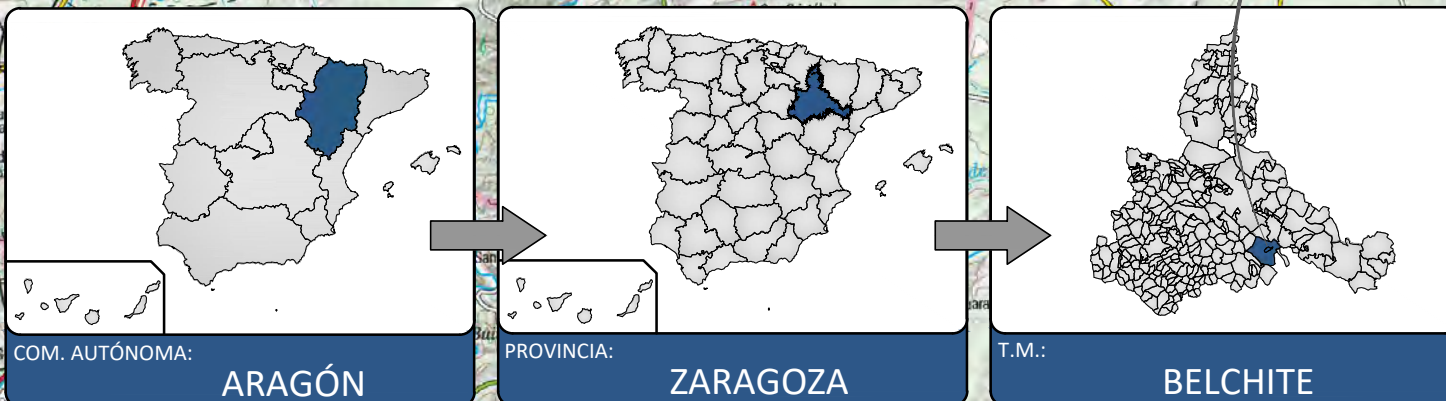 COM. AUTÓNOMA:
ARAGÓN
PROVINCIA:
ZARAGOZA
T.M.:
BELCHITE